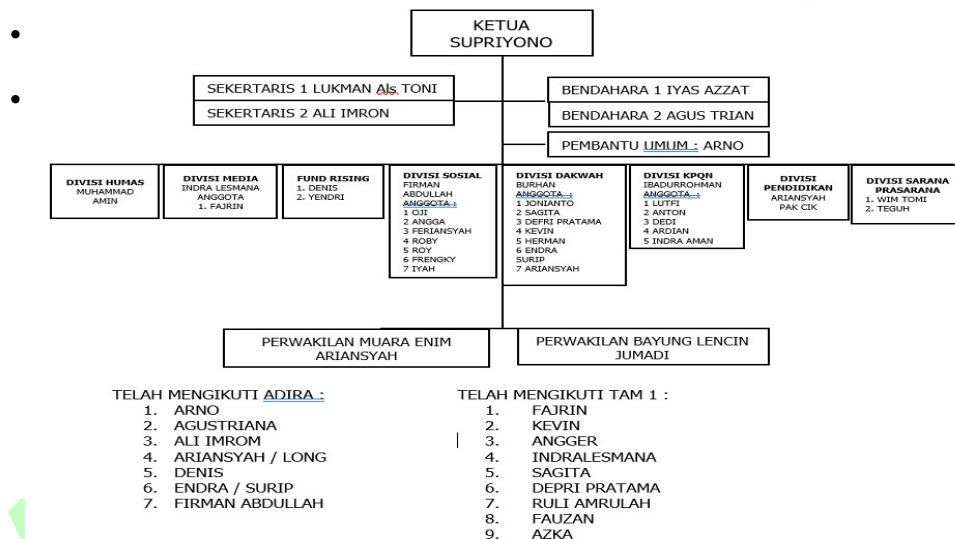 KETUA
SUPRIYONO
SEKERTARIS 1 LUKMAN Als TONI
SEKERTARIS 2 ALI IMRON
BENDAHARA 1 IYAS AZZAT
BENDAHARA 2 AGUS TRIAN
PEMBANTU UMUM : ARNO
DIVISI HUMAS
MUHAMMAD
AMIN
DIVISI MEDIA
INDRA LESMANA
ANGGOTA
1. FAJRIN
FUND RISING
1. DENIS
2. YENDRI
DIVISI SOSIAL
FIRMAN
ABDULLAH
ANGGOTA :
1 OJI
2 ANGGA
3 FERIANSYAH
4 ROBY
5 ROY
6 FRENGKY
7 IYAH
DIVISI DAKWAH
BURHAN
ANGGOTA :
1 JONIANTO
2 SAGITA
3 DEFRI PRATAMA
4 KEVIN
5 HERMAN
6 ENDRA
SURIP
7 ARIANSYAH
DIVISI KPQN
IBADURROHMAN
ANGGOTA :
1 LUTFI
2 ANTON
3 DEDI
4 ARDIAN
5 INDRA AMAN
DIVISI
PENDIDIKAN
ARIANSYAH
PAK CIK
DIVISI SARANA
PRASARANA
1. WIM TOMI
2. TEGUH
PERWAKILAN MUARA ENIM
ARIANSYAH
PERWAKILAN BAYUNG LENCIN
JUMADI
TELAH MENGIKUTI ADIRA :
1. ARNO
2. AGUSTRIANA
3. ALI IMROM
4. ARIANSYAH / LONG
5. DENIS
6. ENDRA / SURIP
7. FIRMAN ABDULLAH
TELAH MENGIKUTI TAM 1 :
1. FAJRIN
2. KEVIN
3. ANGGER
4. INDRALESMANA
5. SAGITA
6. DEPRI PRATAMA
7. RULI AMRULAH
8. FAUZAN
9. AZKA